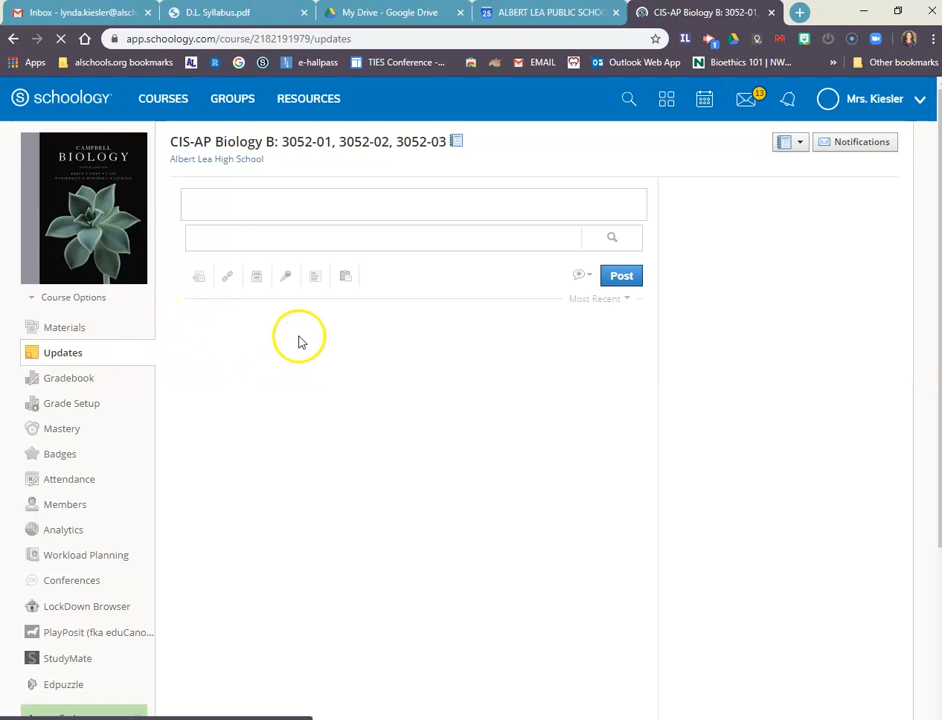 Inbox - lynda.kiesler@alsch
D.L. Syllabus.pdf
My Drive - Google Drive
ALBERT LEA PUBLIC SCHOO
CIS-AP Biology B: 3052-01,
app.schoology.com/course/2182191979/updates
Apps
alschools.org bookmarks
e-hallpass
TIES Conference -...
EMAIL
Outlook Web App
Bioethics 101 | NW...
Other bookmarks
schoology
COURSES
GROUPS
RESOURCES
13
Mrs. Kiesler
CAMPBELL
BIOLOGY
CIS-AP Biology B: 3052-01, 3052-02, 3052-03
Albert Lea High School
Notifications
Post
Most Recent
Course Options
Materials
Updates
Gradebook
Grade Setup
Mastery
Badges
Attendance
Members
Analytics
Workload Planning
Conferences
LockDown Browser
PlayPosit (fka eduCano...
StudyMate
Edpuzzle